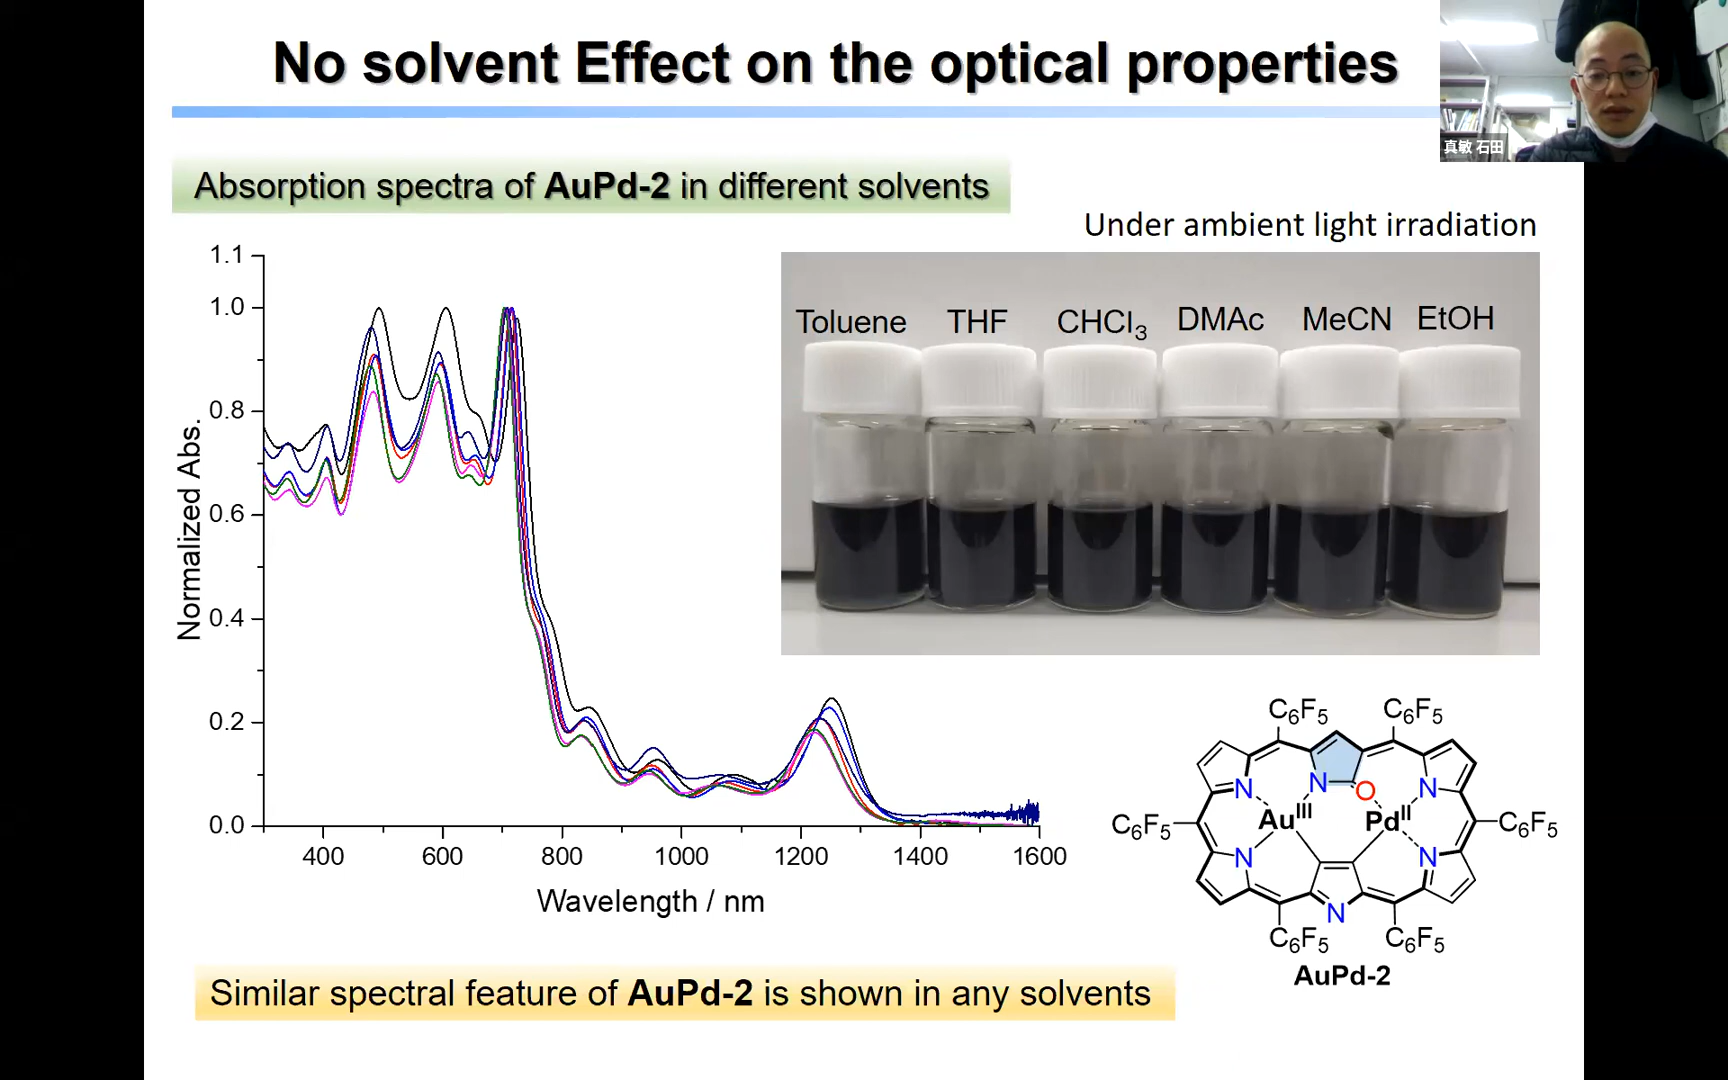 No solvent Effect on the optical properties
真敏 石田
Absorption spectra of AuPd-2 in different solvents
Under ambient light irradiation
Toluene THF CHCl3 DMAc MeCN EtOH
1.1
1.0
0.8
0.6
0.4
0.2
0.0
Normalized Abs.
400 600 800 1000 1200 1400 1600
Wavelength / nm
C6F5 C6F5
N N O N
AuIII PdII
C6F5 C6F5
N N
N
C6F5 C6F5
AuPd-2
Similar spectral feature of AuPd-2 is shown in any solvents